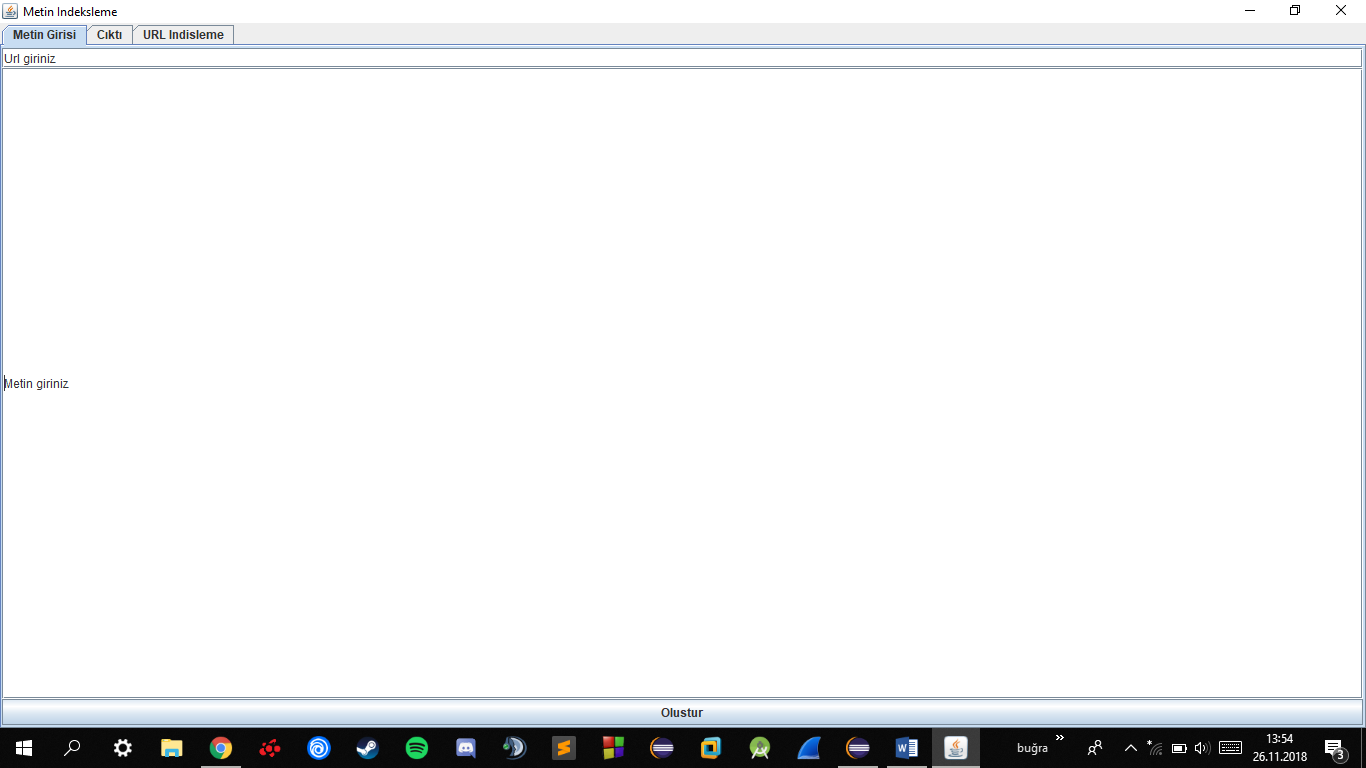 Metin Indeksleme
Metin Girisi Cıktı URL Indisleme
Url giriniz
Metin giriniz
Olustur
buğra
13:54
26.11.2018
3